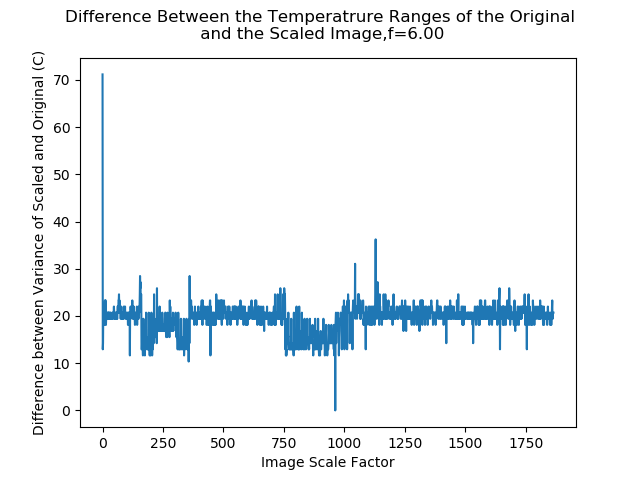 Difference Between the Temperatrure Ranges of the Original
and the Scaled Image,f=6.00
Difference between Variance of Scaled and Original (C)
70
60
50
40
30
20
10
0
0 250 500 750 1000 1250 1500 1750
Image Scale Factor